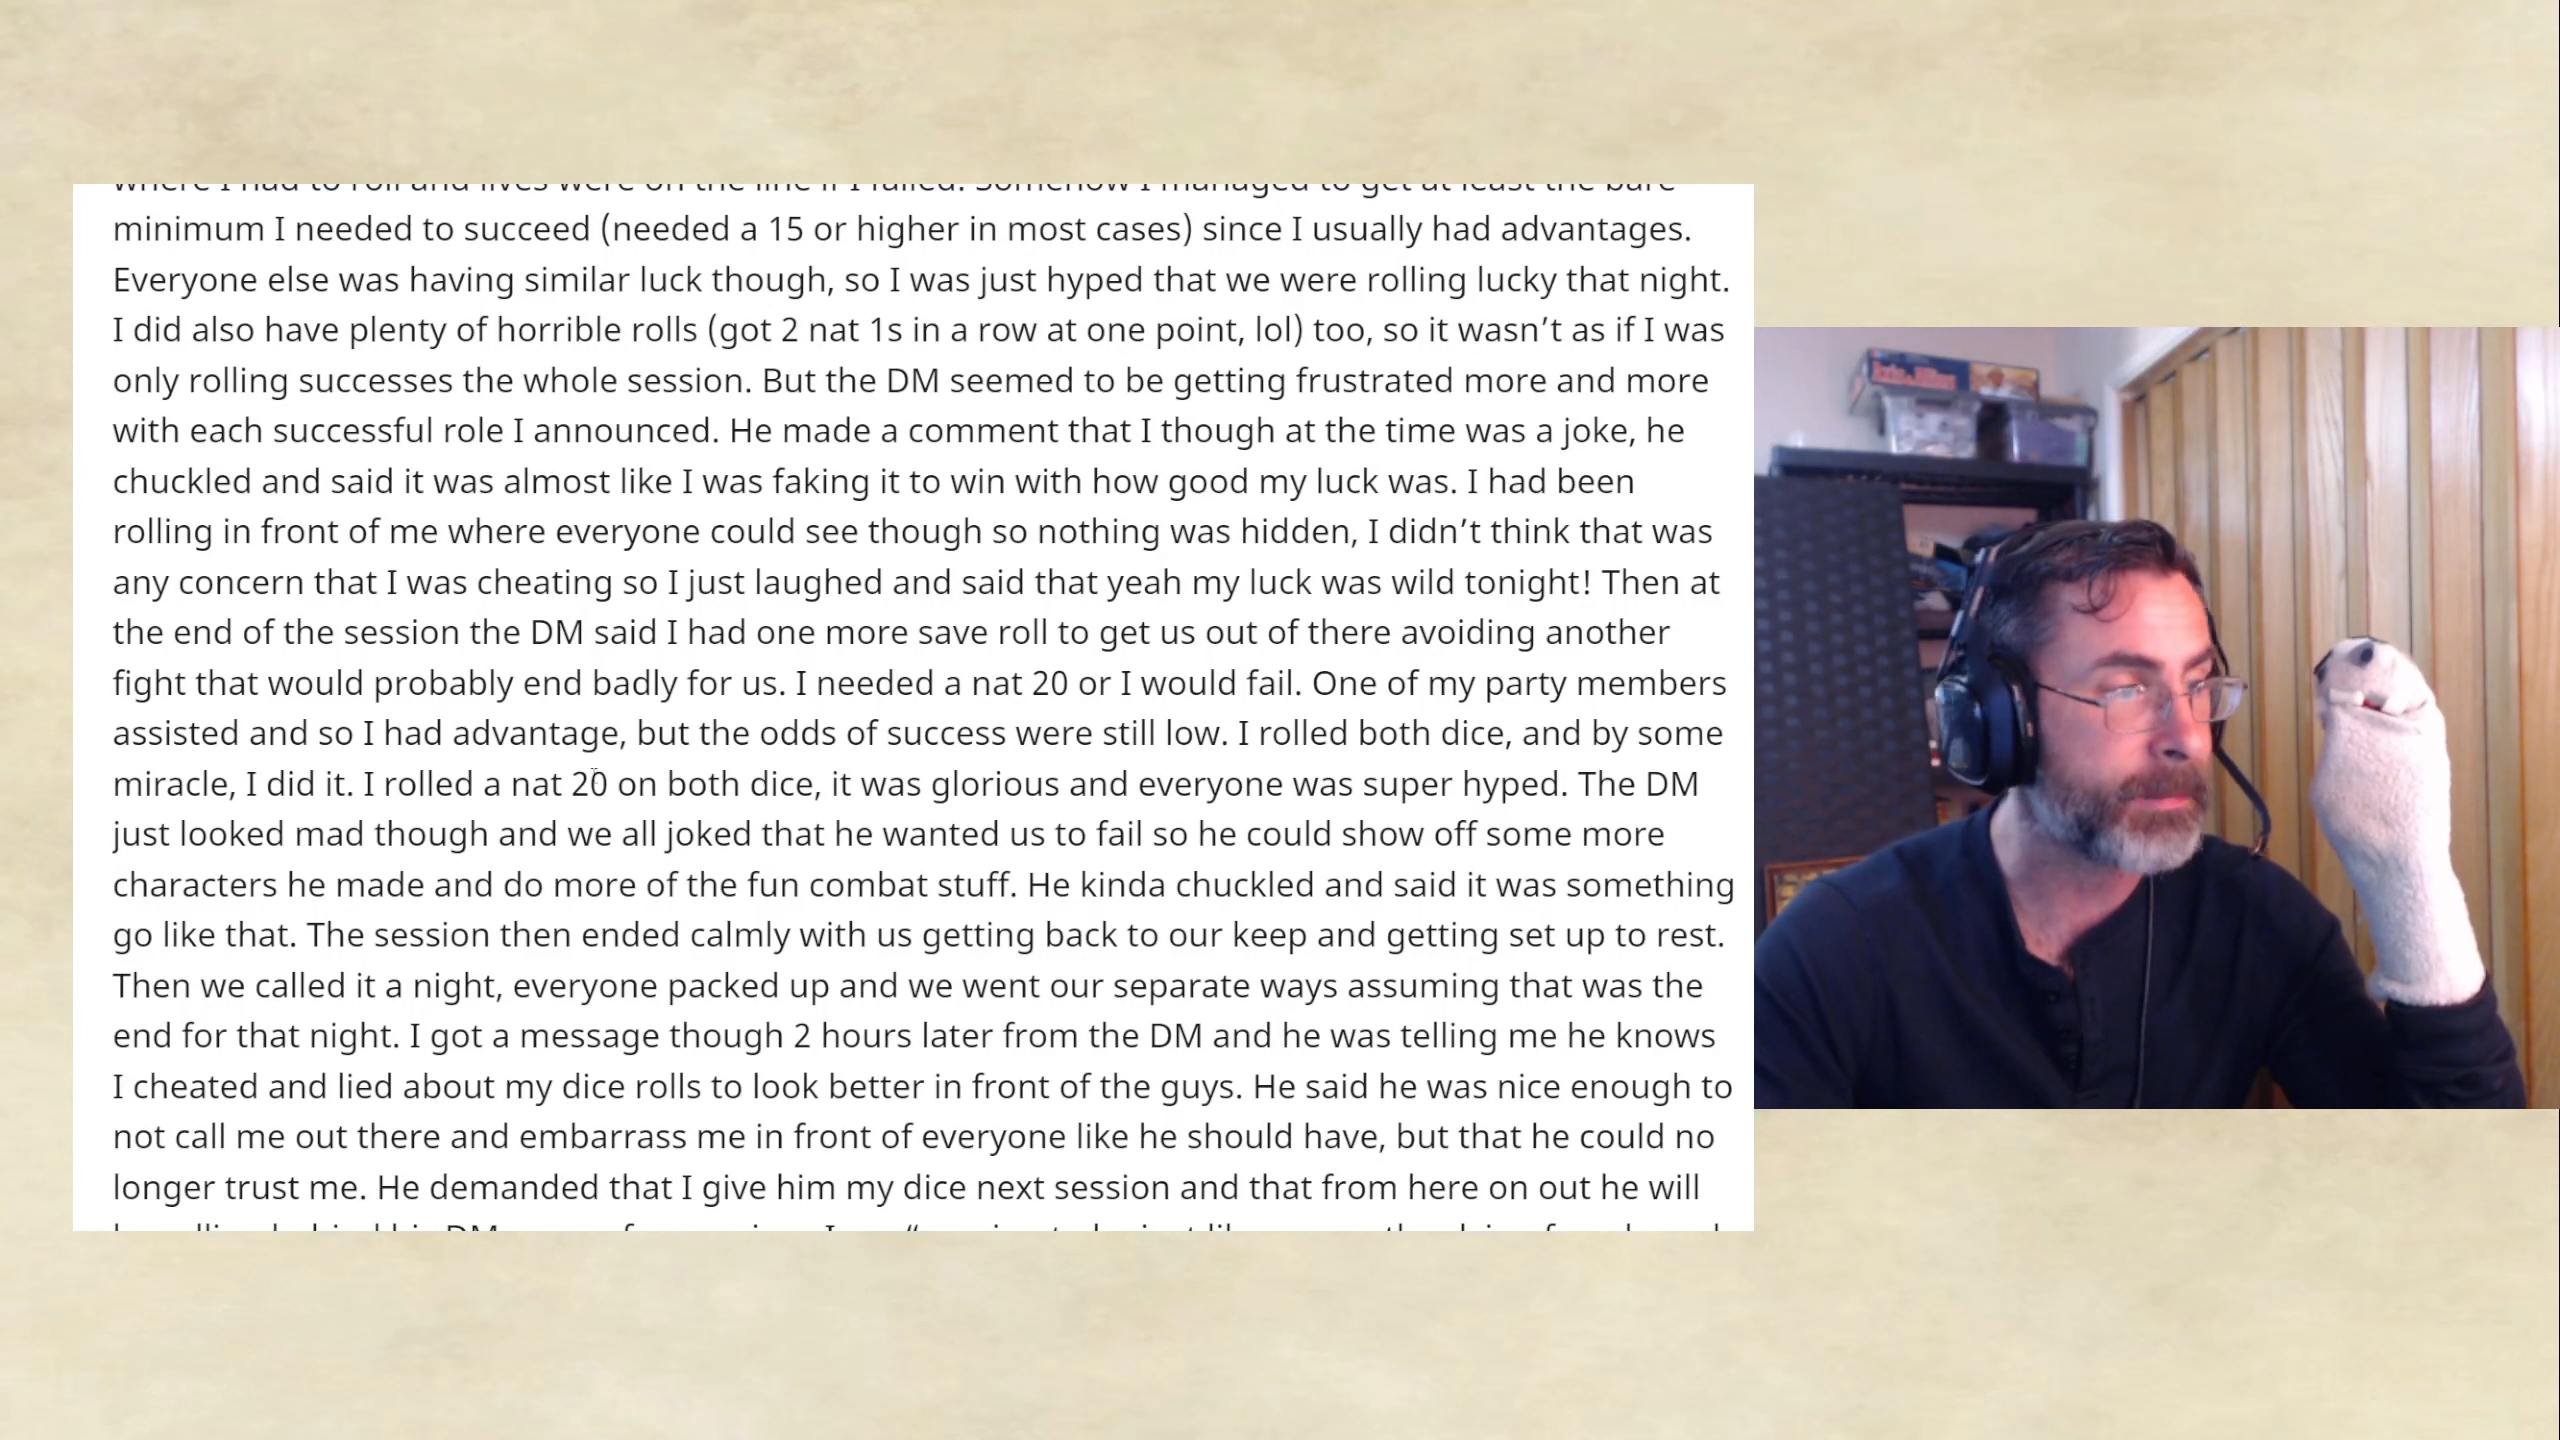 where I had to roll and lives were on the line if I failed. Somehow I managed to get at least the bare
minimum I needed to succeed (needed a 15 or higher in most cases) since I usually had advantages.
Everyone else was having similar luck though, so I was just hyped that we were rolling lucky that night.
I did also have plenty of horrible rolls (got 2 nat 1s in a row at one point, lol) too, so it wasn’t as if I was
only rolling successes the whole session. But the DM seemed to be getting frustrated more and more
with each successful role I announced. He made a comment that I though at the time was a joke, he
chuckled and said it was almost like I was faking it to win with how good my luck was. I had been
rolling in front of me where everyone could see though so nothing was hidden, I didn’t think that was
any concern that I was cheating so I just laughed and said that yeah my luck was wild tonight! Then at
the end of the session the DM said I had one more save roll to get us out of there avoiding another
fight that would probably end badly for us. I needed a nat 20 or I would fail. One of my party members
assisted and so I had advantage, but the odds of success were still low. I rolled both dice, and by some
miracle, I did it. I rolled a nat 20 on both dice, it was glorious and everyone was super hyped. The DM
just looked mad though and we all joked that he wanted us to fail so he could show off some more
characters he made and do more of the fun combat stuff. He kinda chuckled and said it was something
go like that. The session then ended calmly with us getting back to our keep and getting set up to rest.
Then we called it a night, everyone packed up and we went our separate ways assuming that was the
end for that night. I got a message though 2 hours later from the DM and he was telling me he knows
I cheated and lied about my dice rolls to look better in front of the guys. He said he was nice enough to
not call me out there and embarrass me in front of everyone like he should have, but that he could no
longer trust me. He demanded that I give him my dice next session and that from here on out he will